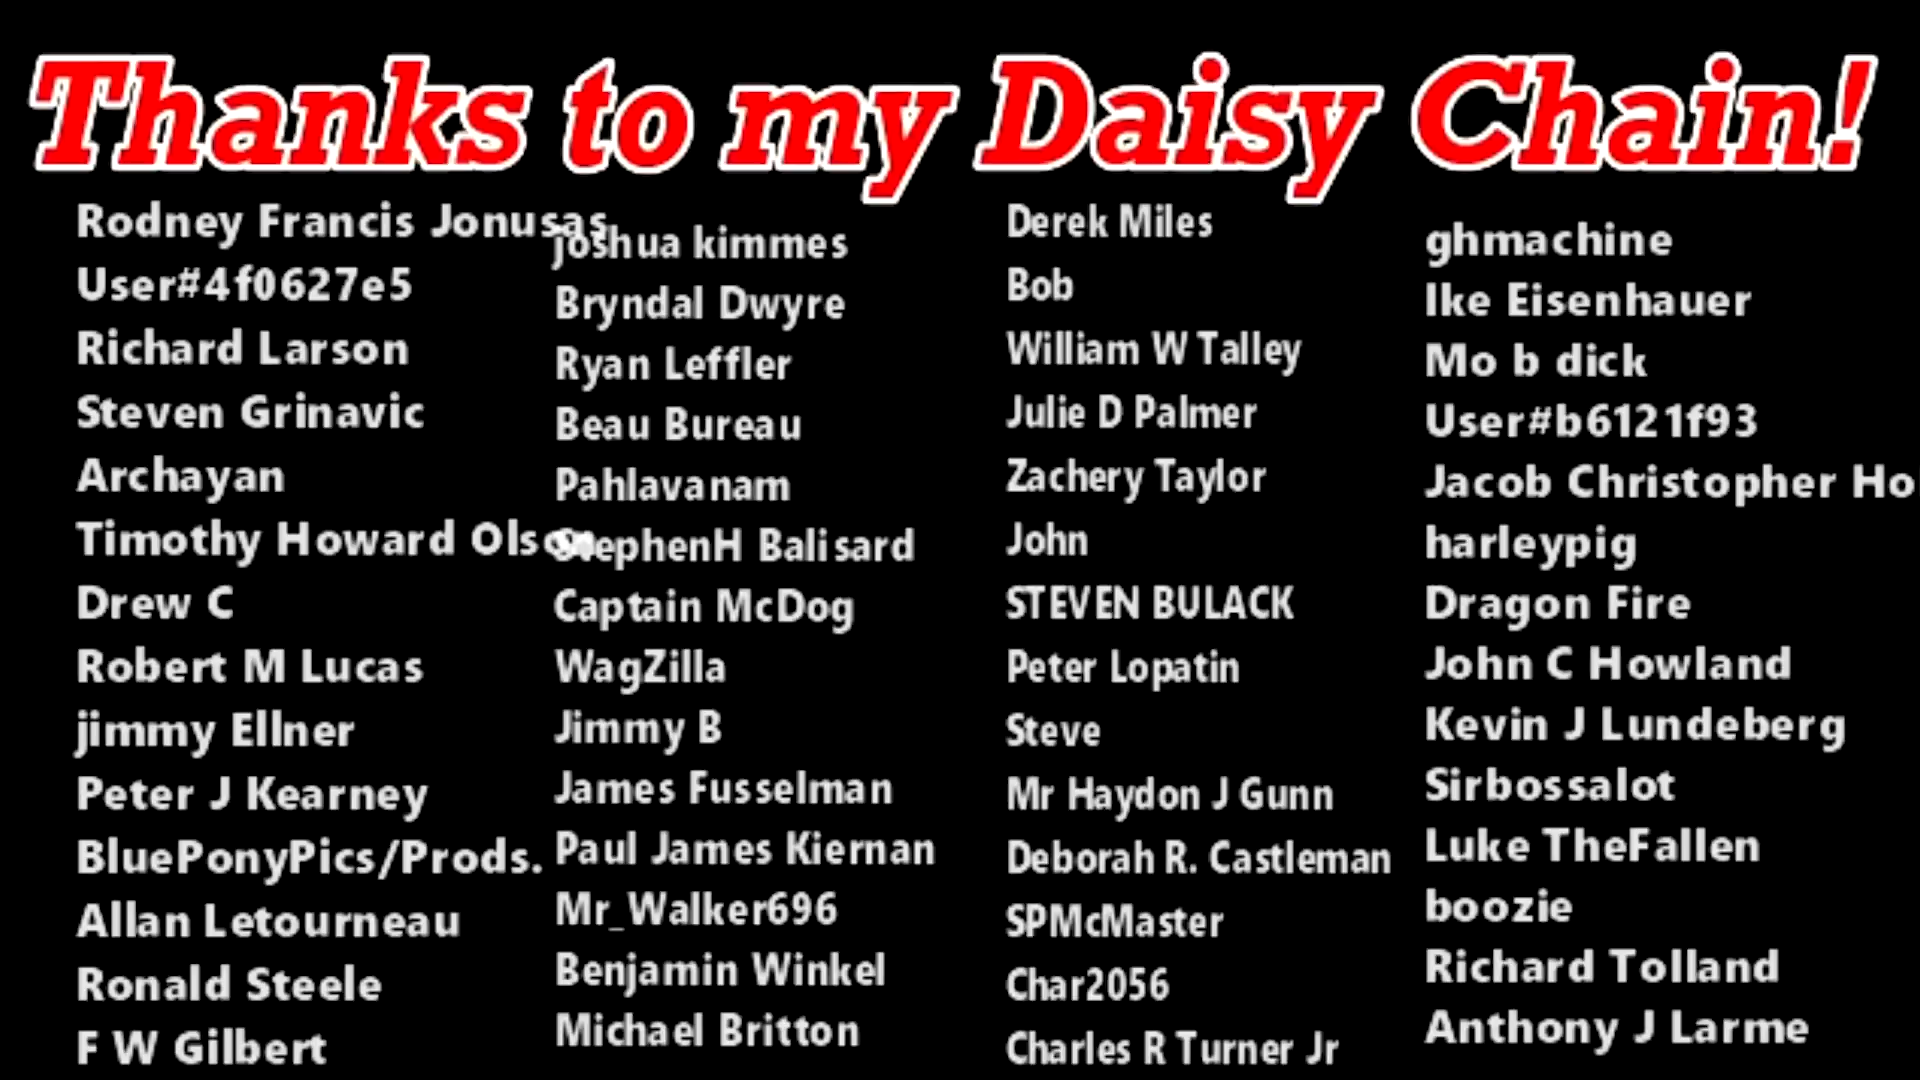 Thanks to my Daisy Chain!
Rodney Francis Jonusas
User#4f0627e5
Richard Larson
Steven Grinavic
Archayan
Timothy Howard Olson
Drew C
Robert M Lucas
jimmy Ellner
Peter J Kearney
BluePonyPics/Prods.
Allan Letourneau
Ronald Steele
F W Gilbert
joshua kimmes
Bryndal Dwyre
Ryan Leffler
Beau Bureau
Pahlavanam
StephenH Balisard
Captain McDog
WagZilla
Jimmy B
James Fusselman
Paul James Kiernan
Mr_Walker696
Benjamin Winkel
Michael Britton
Derek Miles
Bob
William W Talley
Julie D Palmer
Zachery Taylor
John
STEVEN BULACK
Peter Lopatin
Steve
Mr Haydon J Gunn
Deborah R. Castleman
SPMcMaster
Char2056
Charles R Turner Jr
ghmachine
Ike Eisenhauer
Mo b dick
User#b6121f93
Jacob Christopher Ho
harleypig
Dragon Fire
John C Howland
Kevin J Lundeberg
Sirbossalot
Luke TheFallen
boozie
Richard Tolland
Anthony J Larme